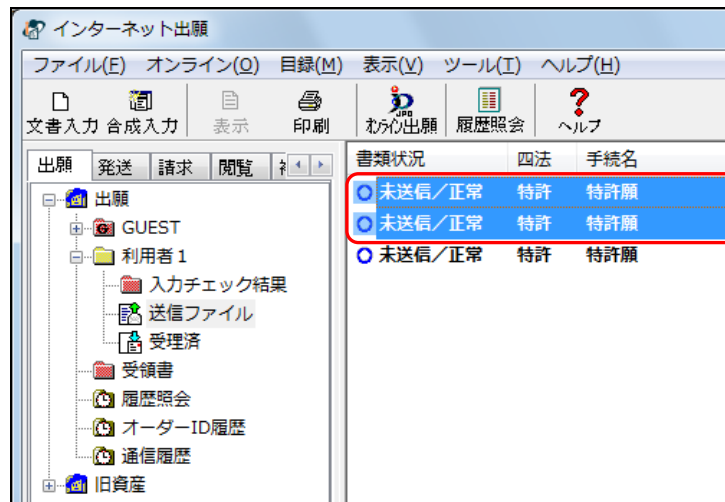 インターネット出願
ファイル(F) オンライン(O) 目録(M) 表示(V) ツール(T) ヘルプ(H)
文書入力 合成入力 表示 印刷 オンライン出願 履歴照会 ヘルプ
出願 発送 請求 閲覧
書類状況 四法 手続名
未送信/正常 特許 特許願
未送信/正常 特許 特許願
未送信/正常 特許 特許願
出願
GUEST
利用者1
入力チェック結果
送信ファイル
受理済
受領書
履歴照会
オーダーID履歴
通信履歴
旧資産